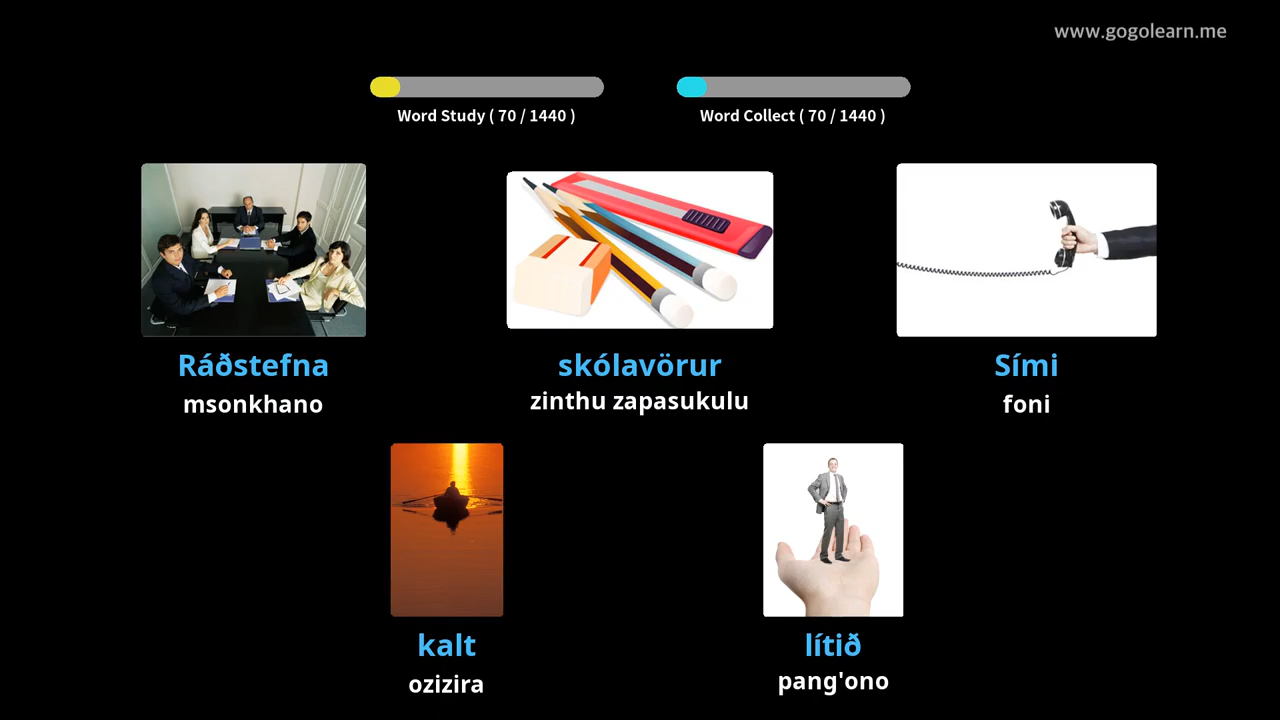 www.gogolearn.me
Word Study ( 70 / 1440 )
Word Collect ( 70 / 1440 )
Ráðstefna
msonkhano
skólavörur
zinthu zapasukulu
Sími
foni
kalt
ozizira
lítið
pang'ono